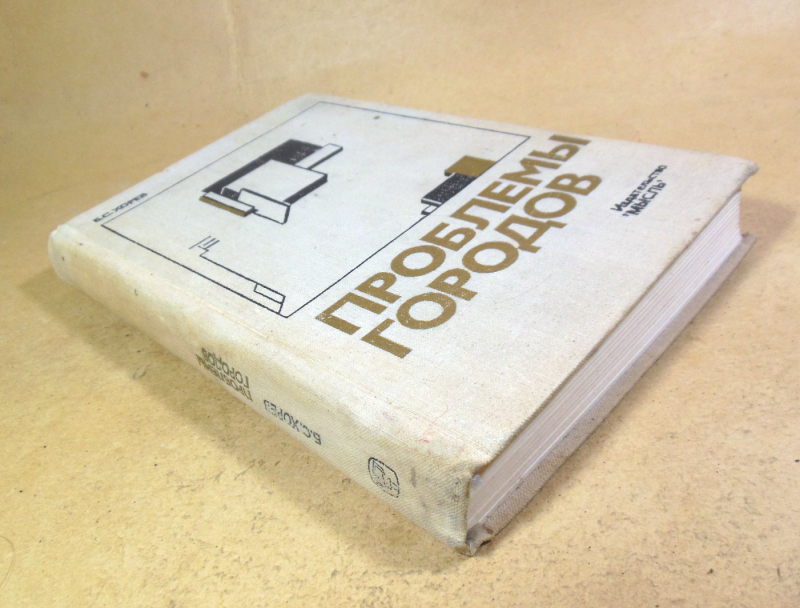 Б.С. ХОРЕВ
ПРОБЛЕМЫ
ГОРОДОВ
Издательство
"МЫСЛЬ"
Б.С. ХОРЕВ
ПРОБЛЕМЫ
ГОРОДОВ